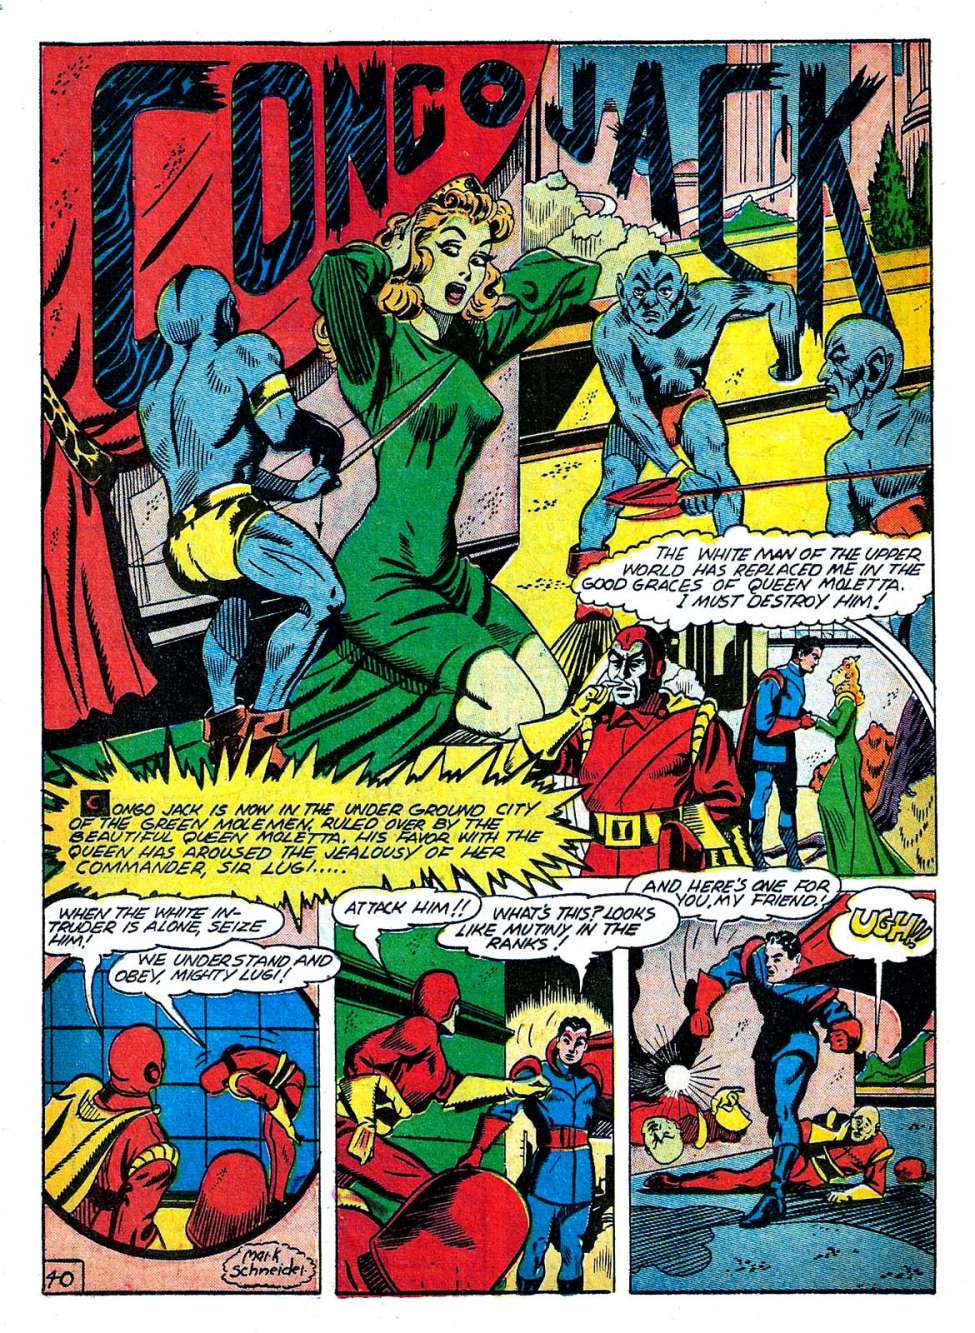 CONGO JACK
THE WHITE MAN OF THE UPPER
WORLD HAS REPLACED ME IN THE
GOOD GRACES OF QUEEN MOLETTA.
I MUST DESTROY HIM!
CONGO JACK IS NOW IN THE UNDER GROUND CITY
OF THE GREEN MOLEMEN, RULED OVER BY THE
BEAUTIFUL QUEEN MOLETTA. HIS FAVOR WITH THE
QUEEN HAS AROUSED THE JEALOUSY OF HER
COMMANDER, SIR LUGI.....
WHEN THE WHITE IN-
TRUDER IS ALONE, SEIZE
HIM!
WE UNDERSTAND AND
OBEY, MIGHTY LUGI!
ATTACK HIM!!
WHAT'S THIS? LOOKS
LIKE MUTINY IN THE
RANKS!
AND HERE'S ONE FOR
YOU, MY FRIEND!
UGH!!
MARK
SCHNEIDER
40